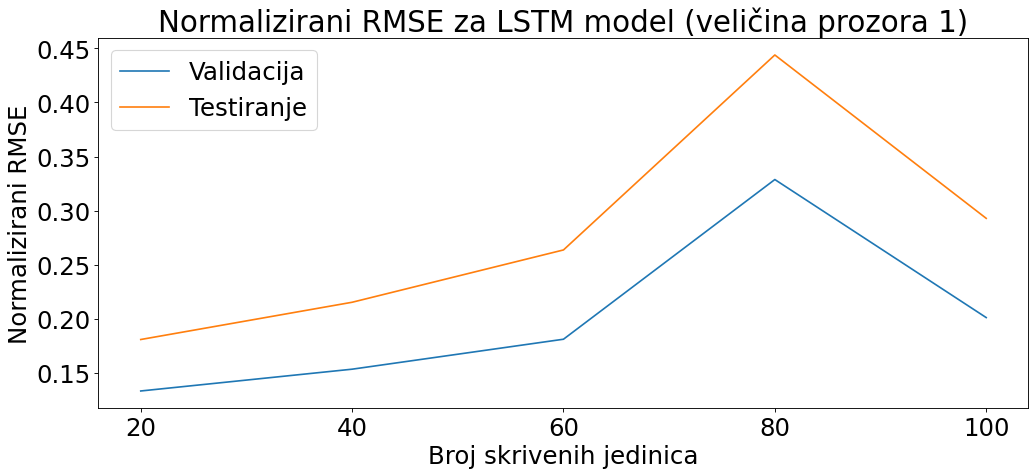 Normalizirani RMSE za LSTM model (veličina prozora 1)
Validacija
Testiranje
Normalizirani RMSE
0.45
0.40
0.35
0.30
0.25
0.20
0.15
20 40 60 80 100
Broj skrivenih jedinica